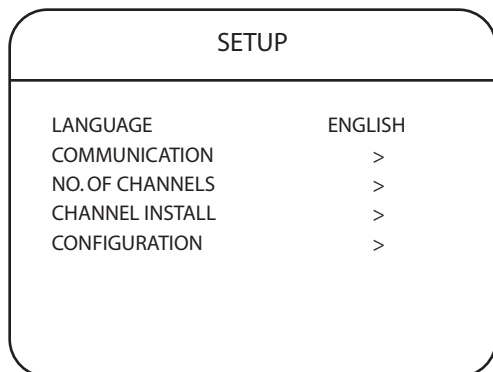 SETUP
LANGUAGE ENGLISH
COMMUNICATION >
NO. OF CHANNELS >
CHANNEL INSTALL >
CONFIGURATION >